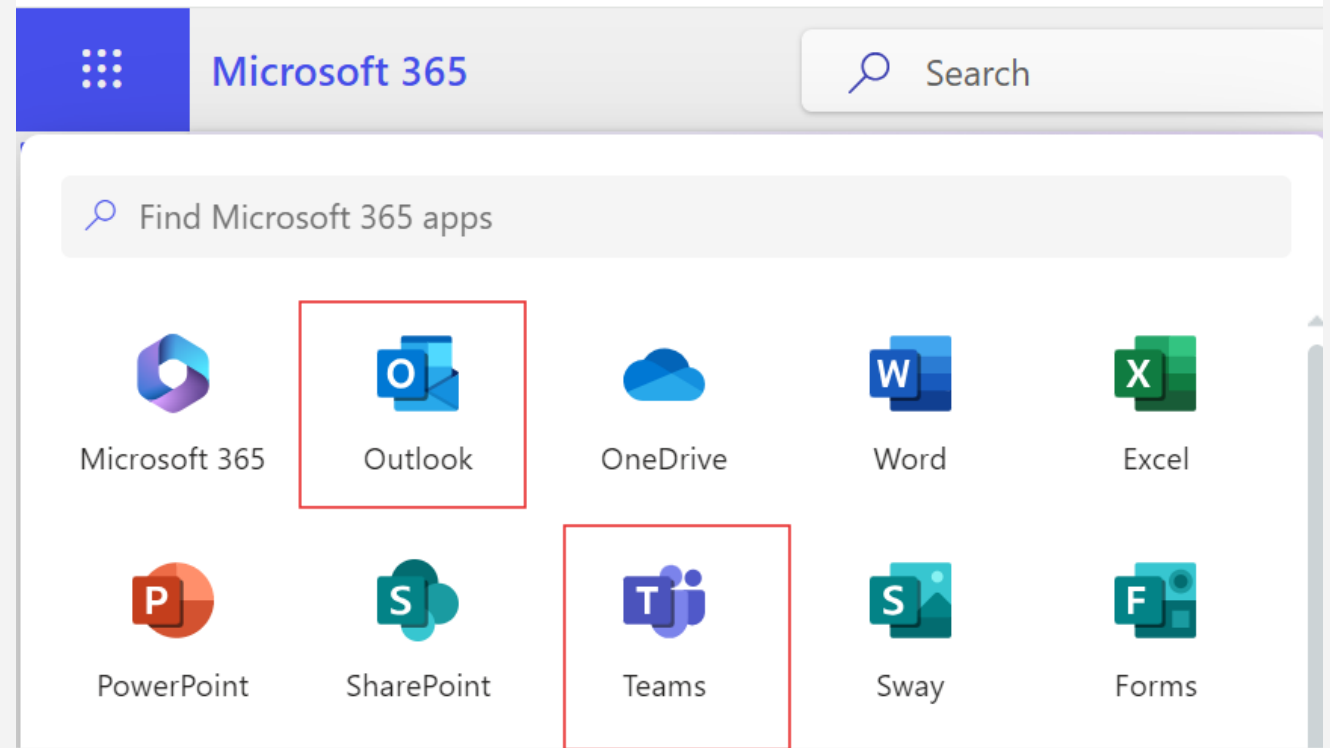 Microsoft 365 Search
Find Microsoft 365 apps
O W X
Microsoft 365 Outlook OneDrive Word Excel
P S T S F
PowerPoint SharePoint Teams Sway Forms